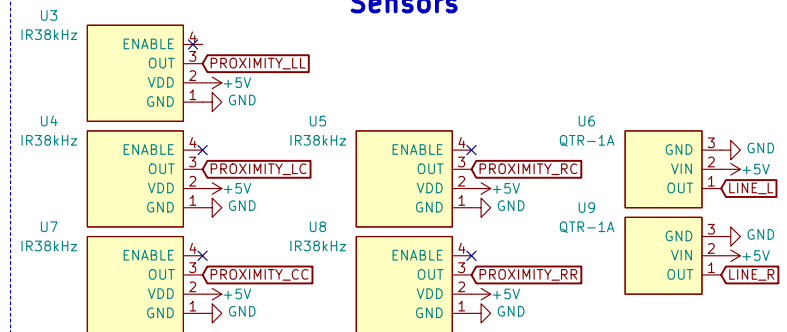 Sensors
U3
IR38kHz
ENABLE 4
OUT 3 PROXIMITY_LL
VDD 2 +5V
GND 1 GND
U4
IR38kHz
ENABLE 4
OUT 3 PROXIMITY_LC
VDD 2 +5V
GND 1 GND
U5
IR38kHz
ENABLE 4
OUT 3 PROXIMITY_RC
VDD 2 +5V
GND 1 GND
U6
QTR-1A
GND 3 GND
VIN 2 +5V
OUT 1 LINE_L
U7
IR38kHz
ENABLE 4
OUT 3 PROXIMITY_CC
VDD 2 +5V
GND 1 GND
U8
IR38kHz
ENABLE 4
OUT 3 PROXIMITY_RR
VDD 2 +5V
GND 1 GND
U9
QTR-1A
GND 3 GND
VIN 2 +5V
OUT 1 LINE_R